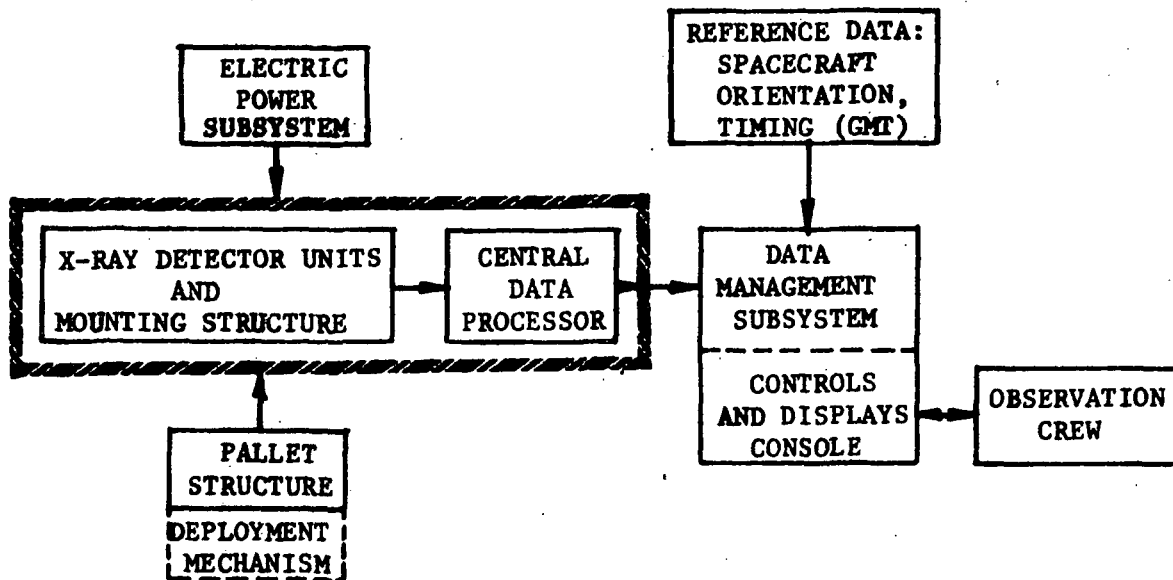 ELECTRIC
POWER
SUBSYSTEM
REFERENCE DATA:
SPACECRAFT
ORIENTATION,
TIMING (GMT)
X-RAY DETECTOR UNITS
AND
MOUNTING STRUCTURE
CENTRAL
DATA
PROCESSOR
DATA
MANAGEMENT
SUBSYSTEM
CONTROLS
AND DISPLAYS
CONSOLE
OBSERVATION
CREW
PALLET
STRUCTURE
DEPLOYMENT
MECHANISM